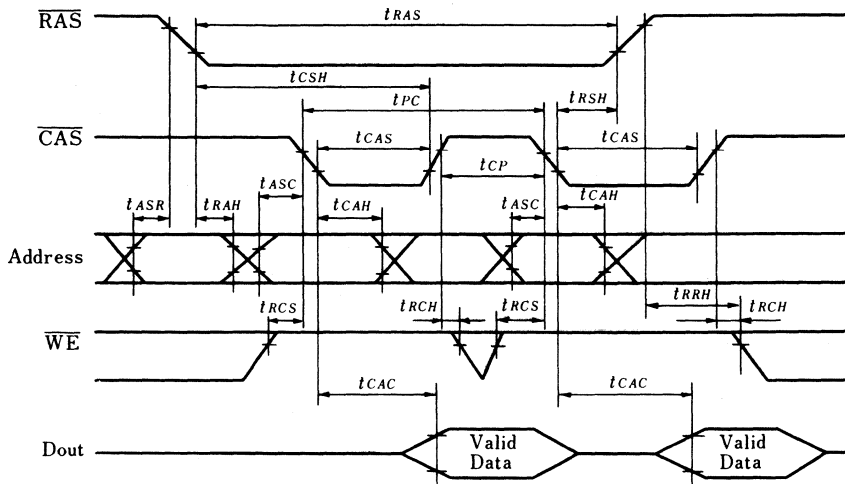 RAS tRAS
tCSH
tPC tRSH
CAS tCAS tCAS
tCP
tASR tRAH tASC tCAH tASC tCAH
Address
tRRH
tRCS tRCH tRCS tRCH
WE
tCAC tCAC
Dout Valid Data Valid Data